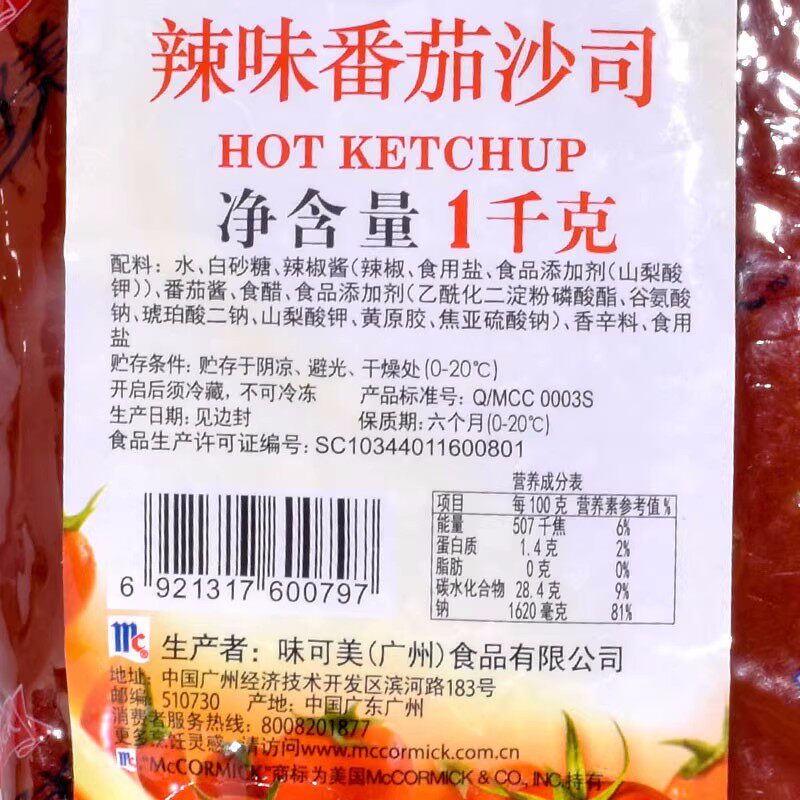 辣味番茄沙司
HOT KETCHUP
净含量 1千克
配料：水、白砂糖、辣椒酱（辣椒、食用盐、食品添加剂（山梨酸
钾））、番茄酱、食醋、食品添加剂（乙酰化二淀粉磷酸酯、谷氨酸
钠、琥珀酸二钠、山梨酸钾、黄原胶、焦亚硫酸钠）、香辛料、食用
盐
贮存条件：贮存于阴凉、避光、干燥处(0-20℃)
开启后须冷藏，不可冷冻 产品标准号：Q/MCC 0003S
生产日期：见边封 保质期：六个月(0-20℃)
食品生产许可证编号：SC10344011600801
营养成分表
项目 每100克 营养素参考值%
能量 507千焦 6%
蛋白质 1.4克 2%
脂肪 0克 0%
碳水化合物 28.4克 9%
钠 1620毫克 81%
6 921317 600797
生产者：味可美（广州）食品有限公司
地址：中国广州经济技术开发区滨河路183号
邮编：510730 产地：中国广东广州
消费者服务热线：8008201877
更多烹饪灵感，请访问www.mccormick.com.cn
"McCORMICK"商标为美国McCORMICK & CO., INC.特有